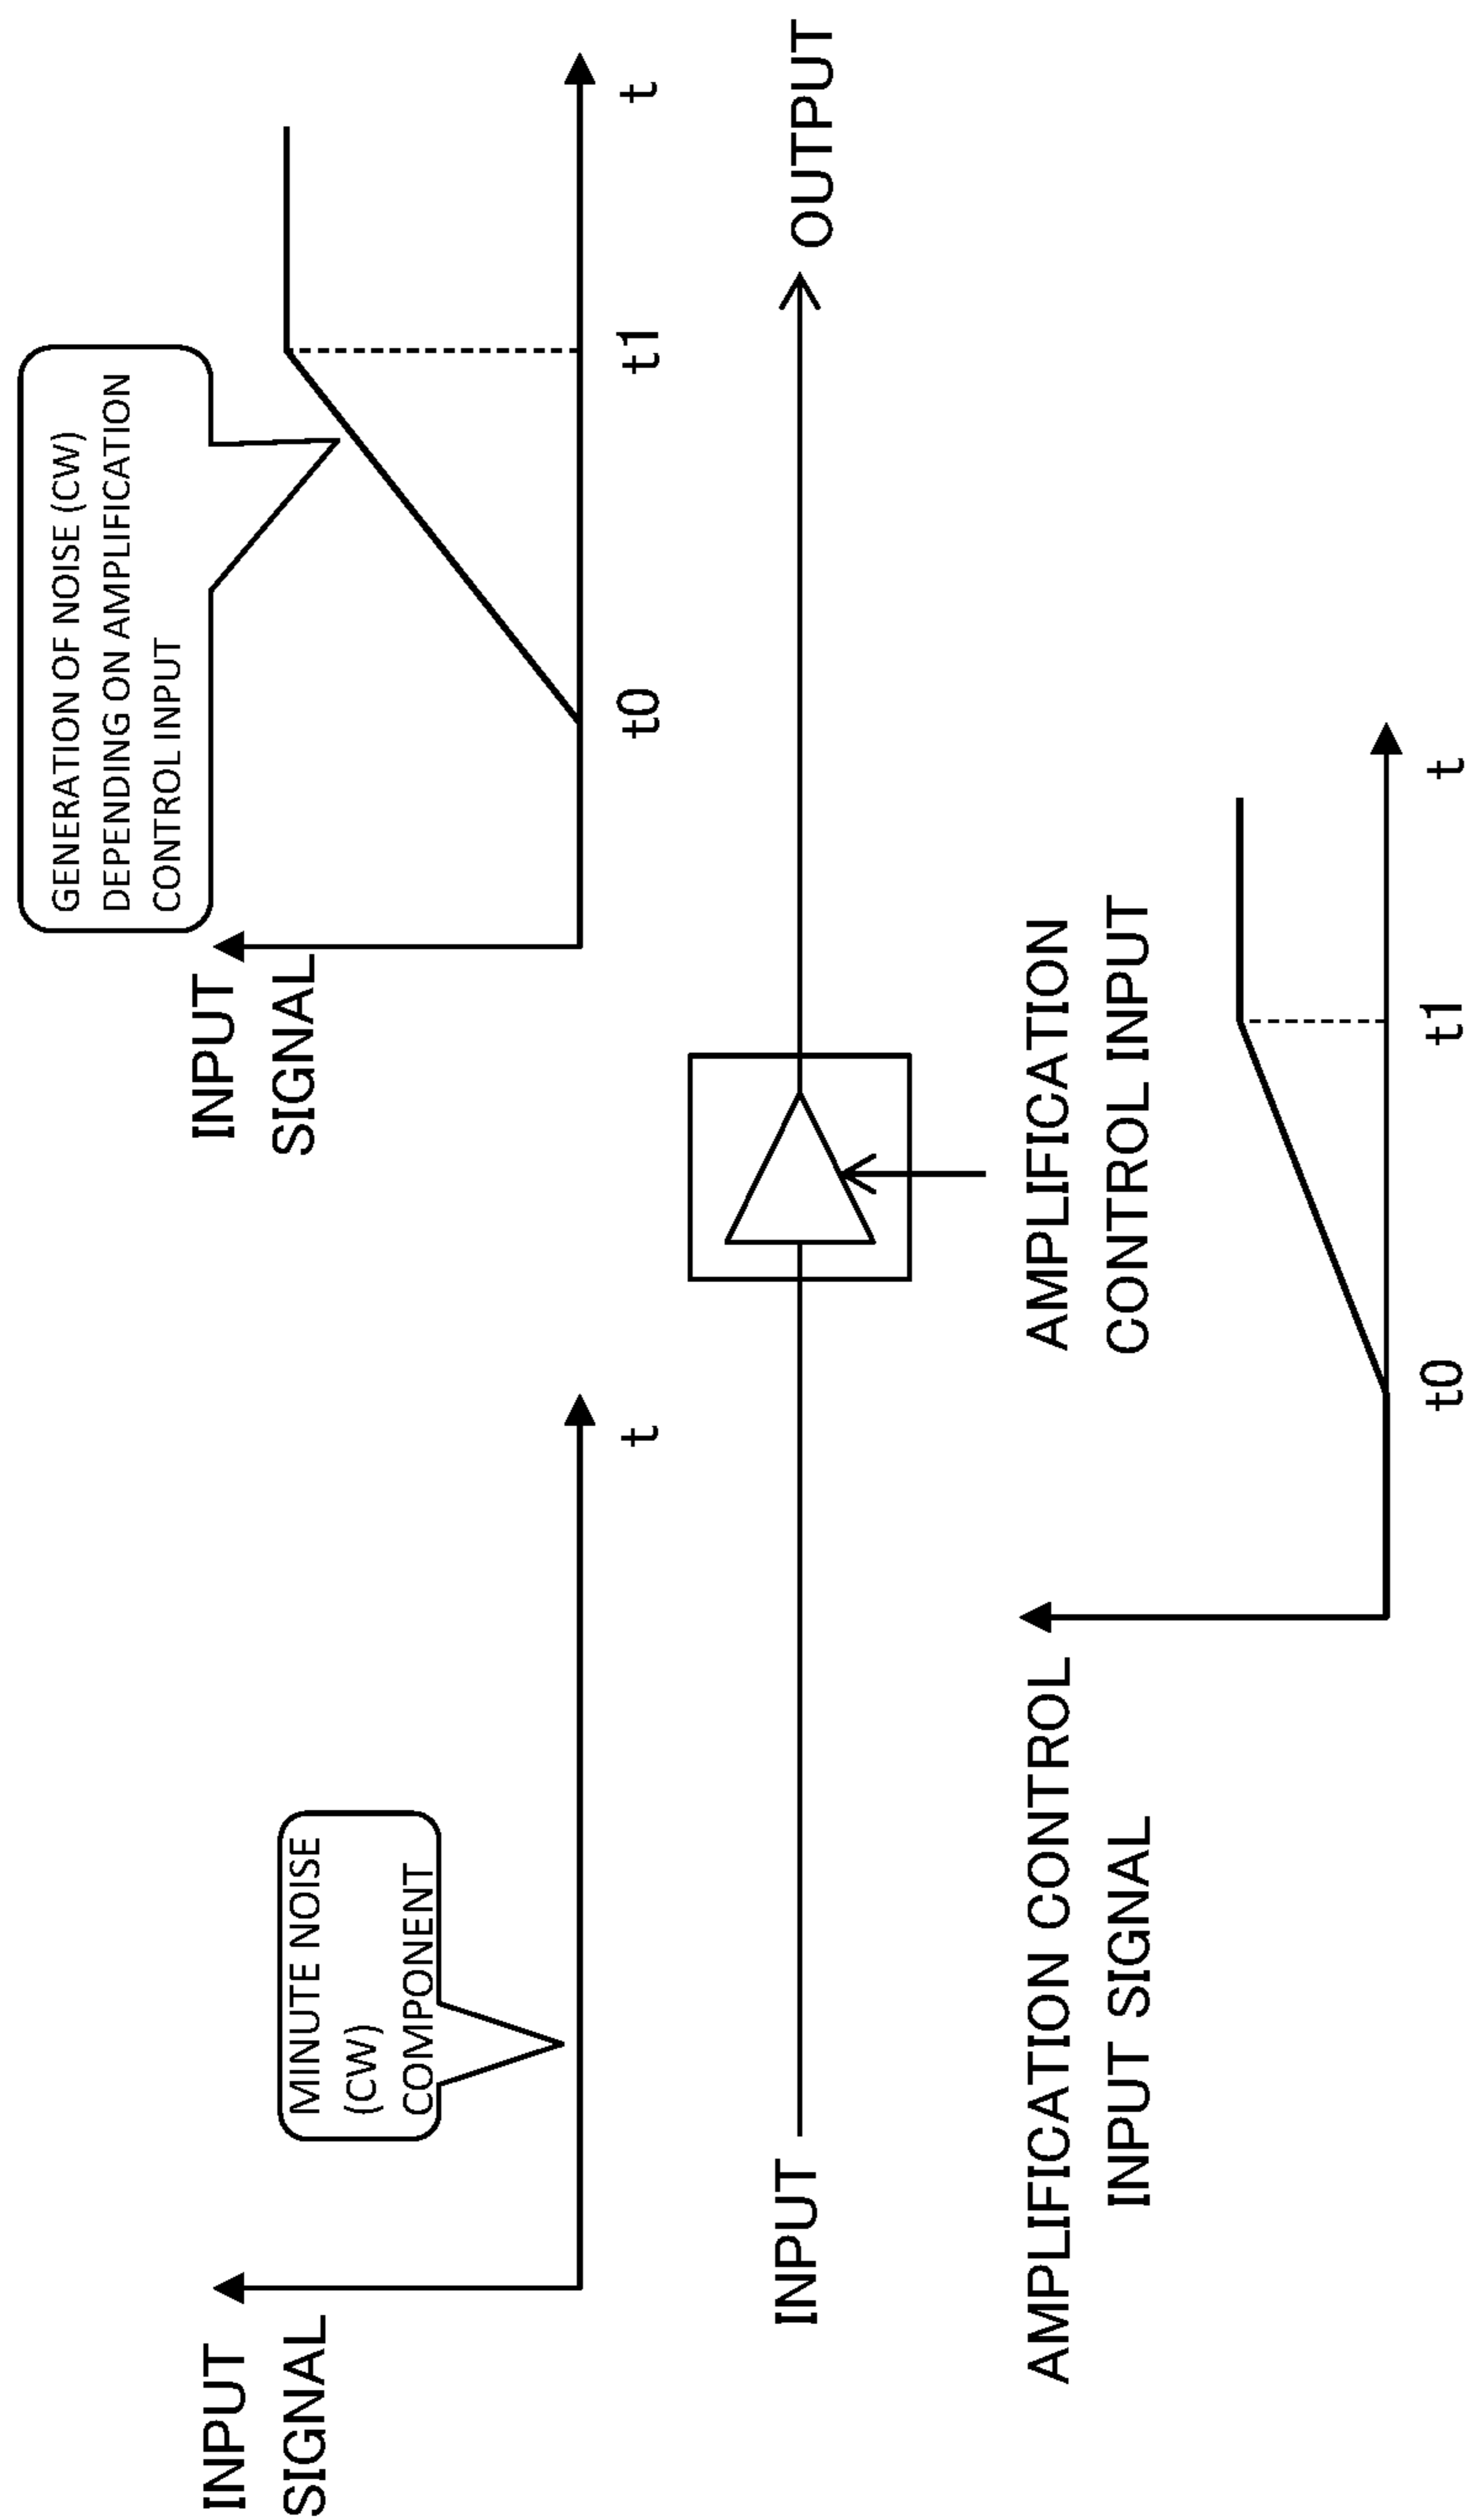 INPUT
SIGNAL
MINUTE NOISE
(CW)
COMPONENT
t
INPUT
SIGNAL
GENERATION OF NOISE (CW)
DEPENDING ON AMPLIFICATION
CONTROL INPUT
t0
t1
t
INPUT
OUTPUT
AMPLIFICATION
CONTROL INPUT
AMPLIFICATION CONTROL
INPUT SIGNAL
t0
t1
t